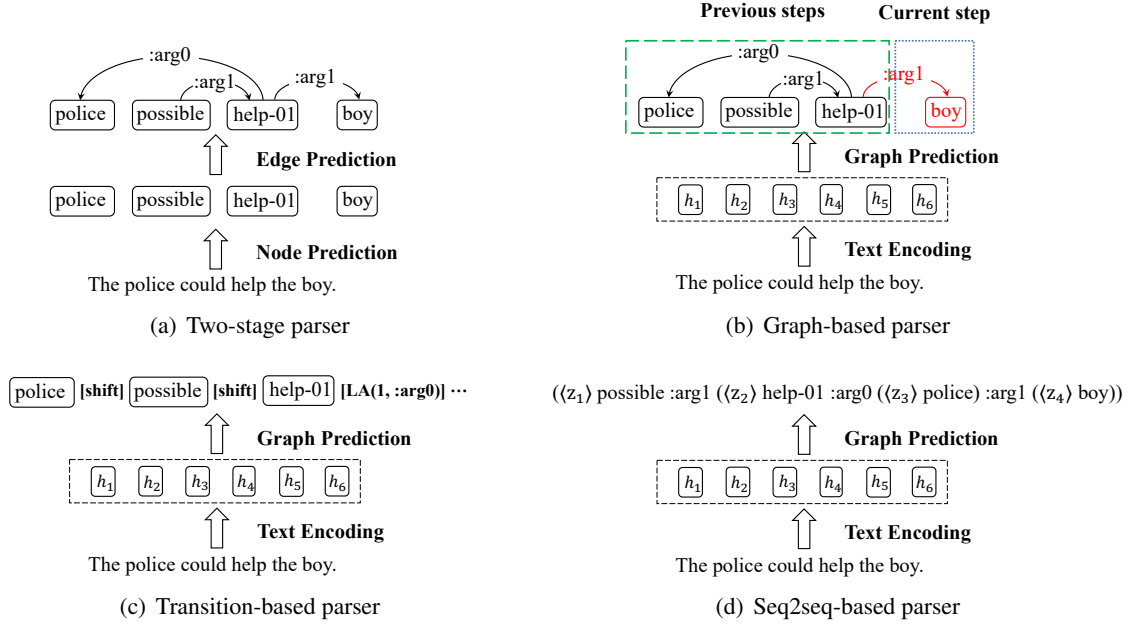 :arg0
:arg1 :arg1
police possible help-01 boy
Edge Prediction
police possible help-01 boy
Node Prediction
The police could help the boy.
(a) Two-stage parser
Previous steps Current step
:arg0
:arg1 :arg1
police possible help-01 boy
Graph Prediction
h₁ h₂ h₃ h₄ h₅ h₆
Text Encoding
The police could help the boy.
(b) Graph-based parser
police [shift] possible [shift] help-01 [LA(1, :arg0)] ⋯
Graph Prediction
h₁ h₂ h₃ h₄ h₅ h₆
Text Encoding
The police could help the boy.
(c) Transition-based parser
(⟨z₁⟩ possible :arg1 (⟨z₂⟩ help-01 :arg0 (⟨z₃⟩ police) :arg1 (⟨z₄⟩ boy))
Graph Prediction
h₁ h₂ h₃ h₄ h₅ h₆
Text Encoding
The police could help the boy.
(d) Seq2seq-based parser